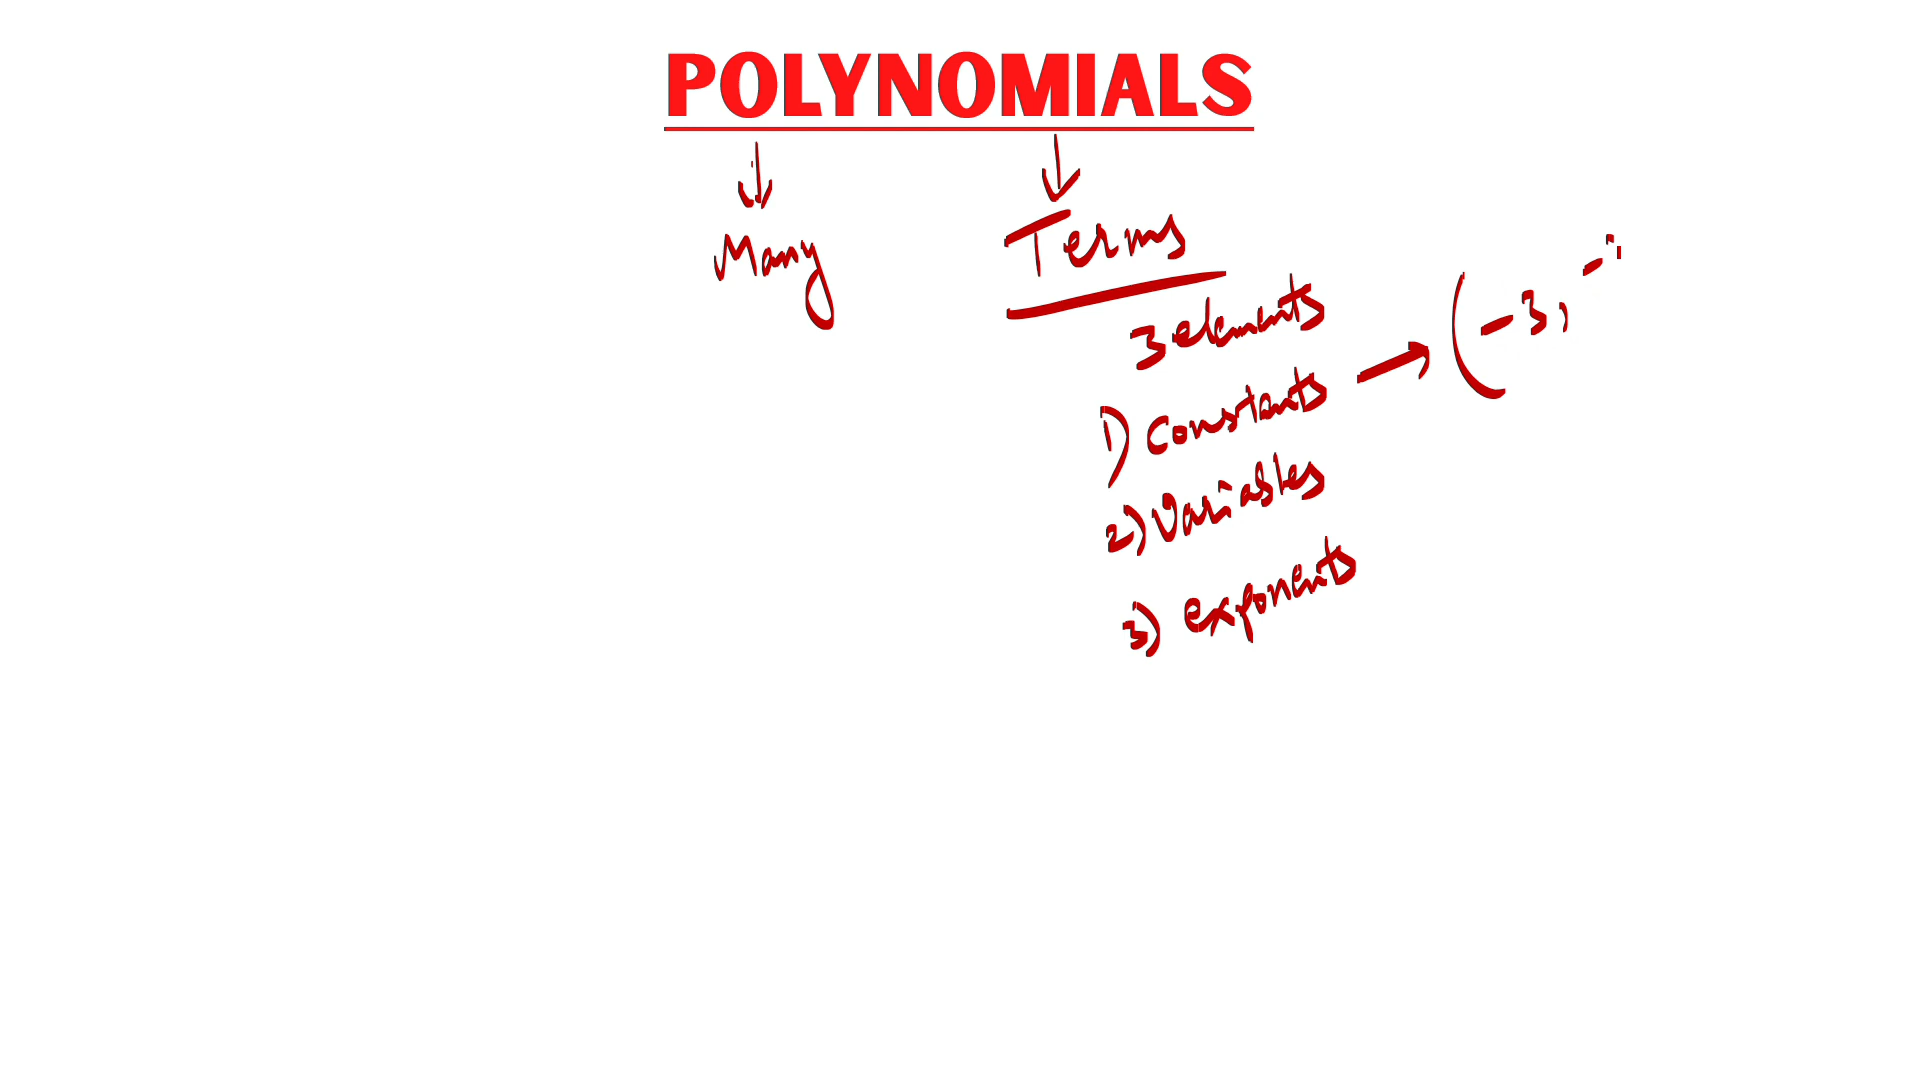 POLYNOMIALS
Many Terms
3 elements
1) Constants → (-3, -
2) Variables
3) exponents